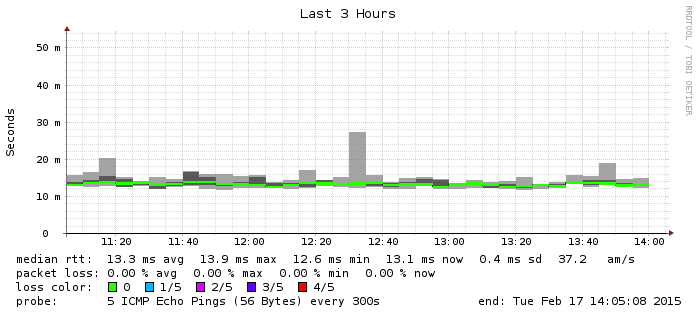 Last 3 Hours
RRDTOOL / TOBI OETIKER
Seconds
50 m
40 m
30 m
20 m
10 m
0
11:20 11:40 12:00 12:20 12:40 13:00 13:20 13:40 14:00
median rtt: 13.3 ms avg 13.9 ms max 12.6 ms min 13.1 ms now 0.4 ms sd 37.2 am/s
packet loss: 0.00 % avg 0.00 % max 0.00 % min 0.00 % now
loss color: 0 1/5 2/5 3/5 4/5
probe: 5 ICMP Echo Pings (56 Bytes) every 300s end: Tue Feb 17 14:05:08 2015